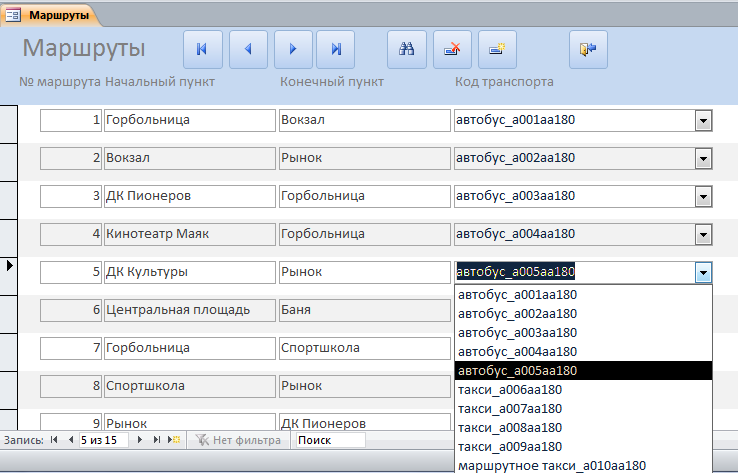 Маршруты
Маршруты
№ маршрута Начальный пункт Конечный пункт Код транспорта
1 Горбольница Вокзал автобус_а001аа180
2 Вокзал Рынок автобус_а002аа180
3 ДК Пионеров Горбольница автобус_а003аа180
4 Кинотеатр Маяк Горбольница автобус_а004аа180
5 ДК Культуры Рынок автобус_а005аа180
6 Центральная площадь Баня
7 Горбольница Спортшкола
8 Спортшкола Рынок
9 Рынок ДК Пионеров
автобус_а001аа180
автобус_а002аа180
автобус_а003аа180
автобус_а004аа180
автобус_а005аа180
такси_а006аа180
такси_а007аа180
такси_а008аа180
такси_а009аа180
маршрутное такси_а010аа180
Запись: 5 из 15 Нет фильтра Поиск